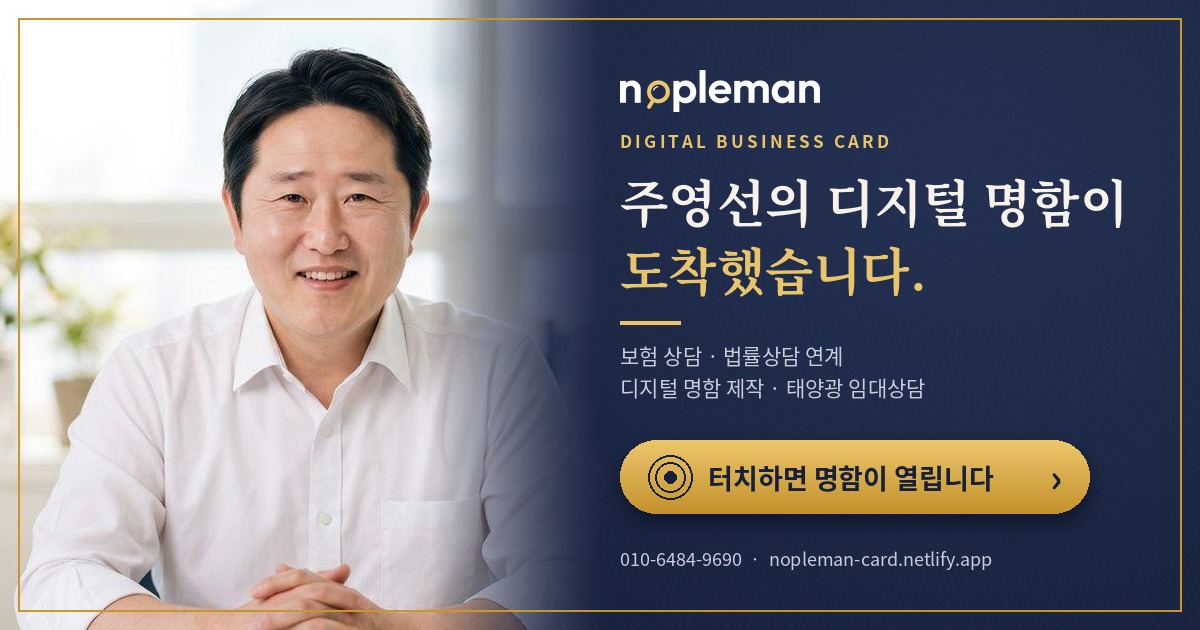 nopleman
DIGITAL BUSINESS CARD
주영선의 디지털 명함이
도착했습니다.
보험 상담 · 법률상담 연계
디지털 명함 제작 · 태양광 임대상담
터치하면 명함이 열립니다 ›
010-6484-9690 · nopleman-card.netlify.app